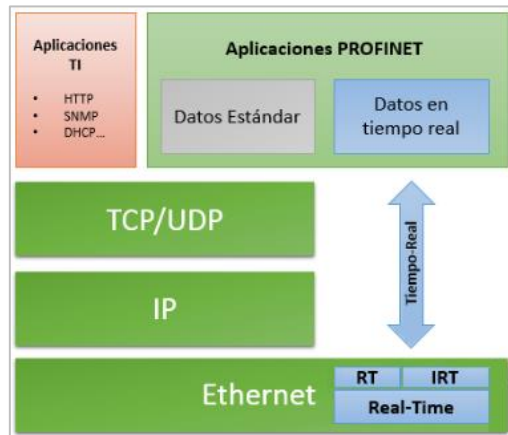 Aplicaciones
TI
• HTTP
• SNMP
• DHCP...
Aplicaciones PROFINET
Datos Estándar
Datos en
tiempo real
TCP/UDP
IP
Tiempo-Real
Ethernet
RT
IRT
Real-Time